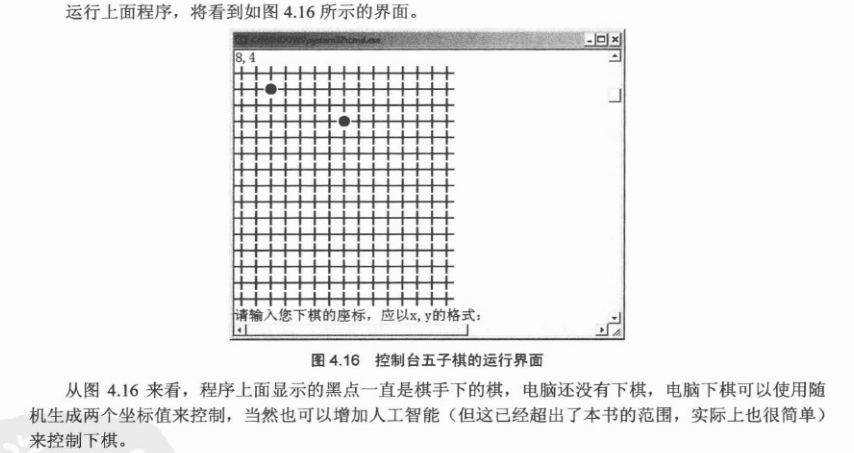 运行上面程序，将看到如图 4.16 所示的界面。
8,4
请输入您下棋的座标，应以x,y的格式：
图 4.16 控制台五子棋的运行界面
从图 4.16 来看，程序上面显示的黑点一直是棋手下的棋，电脑还没有下棋，电脑下棋可以使用随
机生成两个坐标值来控制，当然也可以增加人工智能（但这已经超出了本书的范围，实际上也很简单）
来控制下棋。